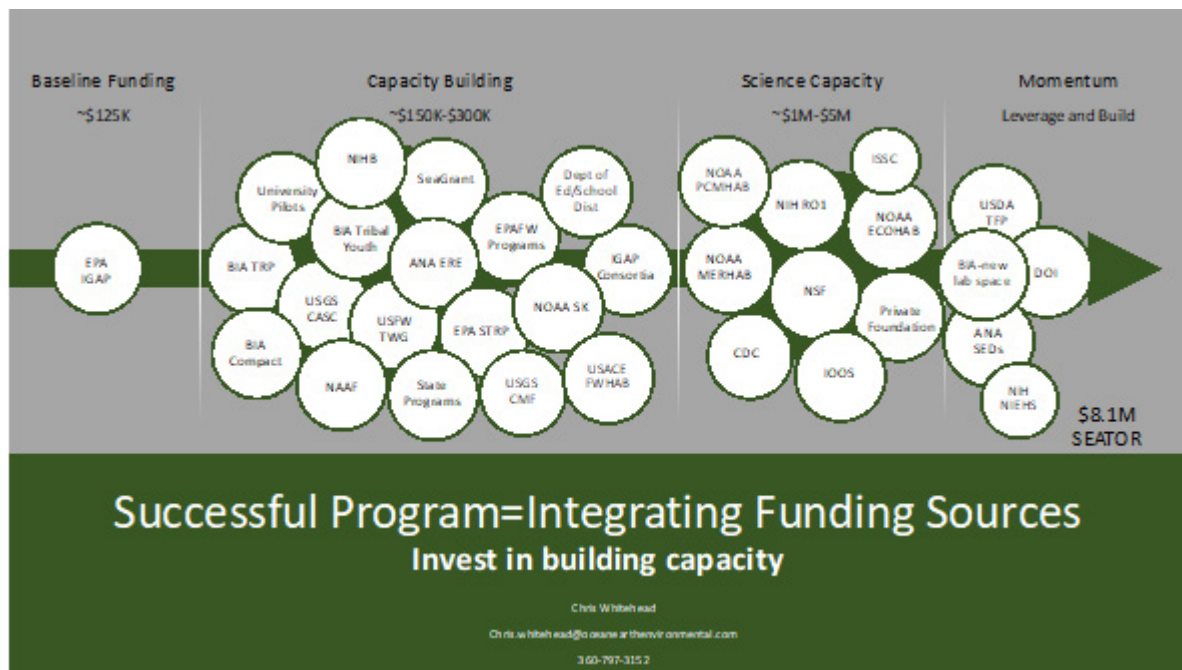 Baseline Funding
~$125K
Capacity Building
~$150K-$300K
Science Capacity
~$1M-$5M
Momentum
Leverage and Build
EPA
IGAP
BIA TRP
University
Pilots
NIHB
SeaGrant
BIA Tribal
Youth
ANA ERE
EPAFW
Programs
Dept of
Ed/School
Dist
IGAP
Consortia
USGS
CASC
USFW
TWG
EPA STRP
NOAA SK
BIA
Compact
NAAF
State
Programs
USGS
CMF
USACE
FWHAB
NOAA
PCMHAB
NIH RO1
ISSC
NOAA
ECOHAB
NOAA
MERHAB
NSF
Private
Foundation
CDC
IOOS
USDA
TFP
BIA-new
lab space
DOI
ANA
SEDs
NIH
NIEHS
$8.1M
SEATOR
Successful Program=Integrating Funding Sources
Invest in building capacity
Chris Whitehead
Chris.whitehead@oceanearthenvironmental.com
360-797-3152